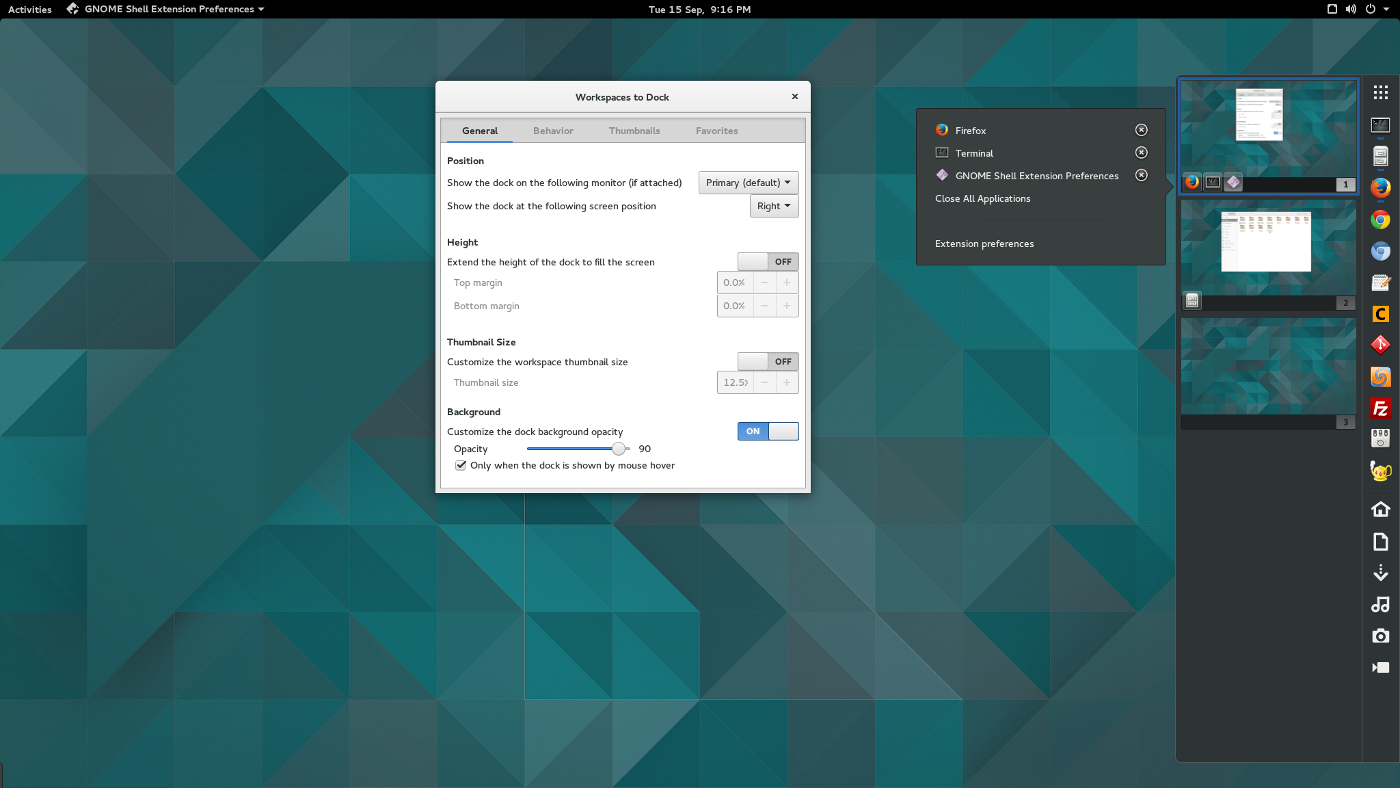 Activities GNOME Shell Extension Preferences Tue 15 Sep, 9:16 PM
Workspaces to Dock
General Behavior Thumbnails Favorites
Position
Show the dock on the following monitor (if attached) Primary (default)
Show the dock at the following screen position Right
Height
Extend the height of the dock to fill the screen OFF
Top margin 0.0%
Bottom margin 0.0%
Thumbnail Size
Customize the workspace thumbnail size OFF
Thumbnail size 12.5%
Background
Customize the dock background opacity ON
Opacity 90
Only when the dock is shown by mouse hover
Firefox
Terminal
GNOME Shell Extension Preferences
Close All Applications
Extension preferences
1
2
3
C
Fz